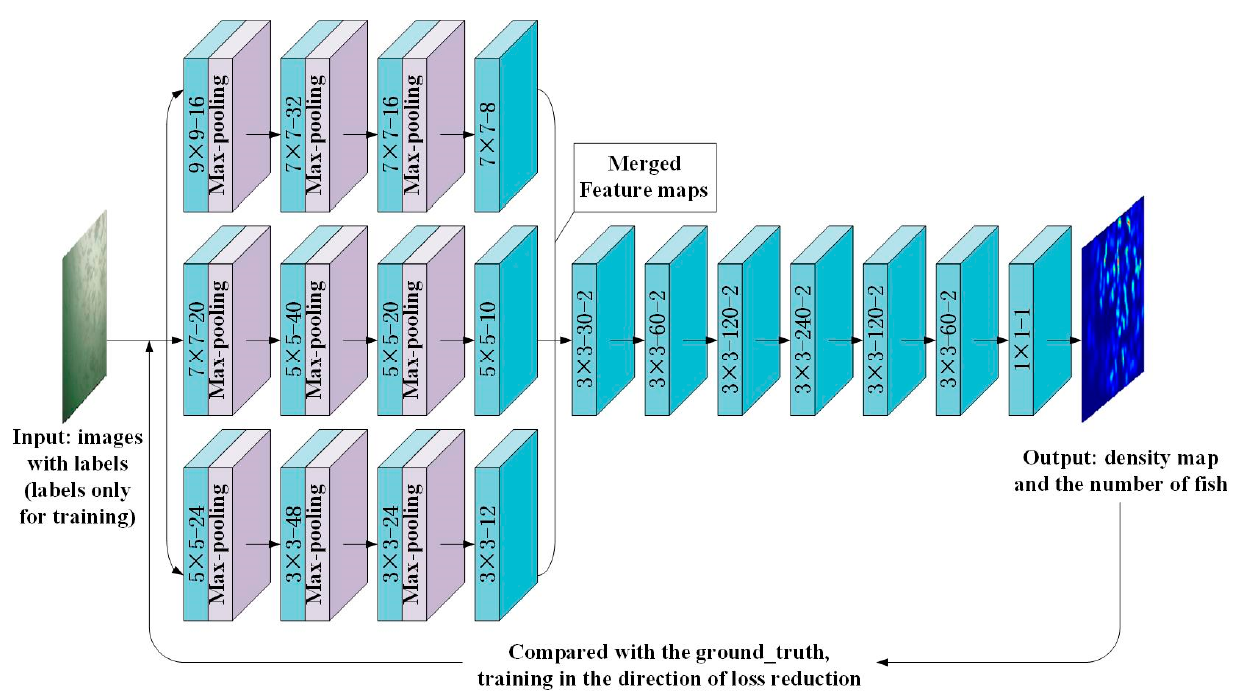 9×9-16
Max-pooling
7×7-32
Max-pooling
7×7-16
Max-pooling
7×7-8
Merged
Feature maps
7×7-20
Max-pooling
5×5-40
Max-pooling
5×5-20
Max-pooling
5×5-10
3×3-30-2
3×3-60-2
3×3-120-2
3×3-240-2
3×3-120-2
3×3-60-2
1×1-1
Input: images
with labels
(labels only
for training)
Output: density map
and the number of fish
5×5-24
Max-pooling
3×3-48
Max-pooling
3×3-24
Max-pooling
3×3-12
Compared with the ground_truth,
training in the direction of loss reduction